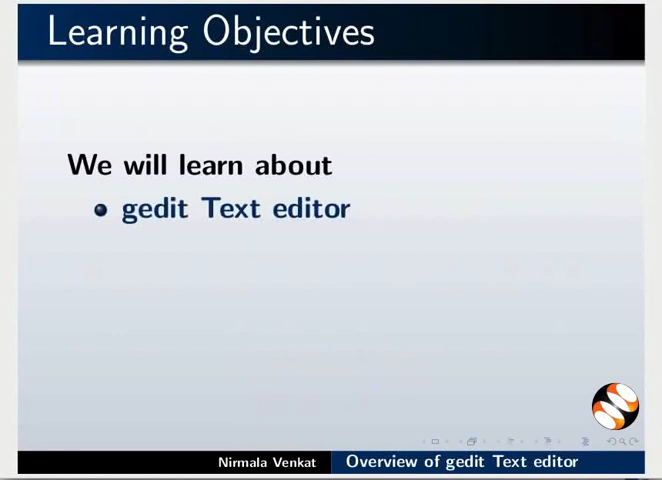 Learning Objectives
We will learn about
gedit Text editor
Nirmala Venkat Overview of gedit Text editor